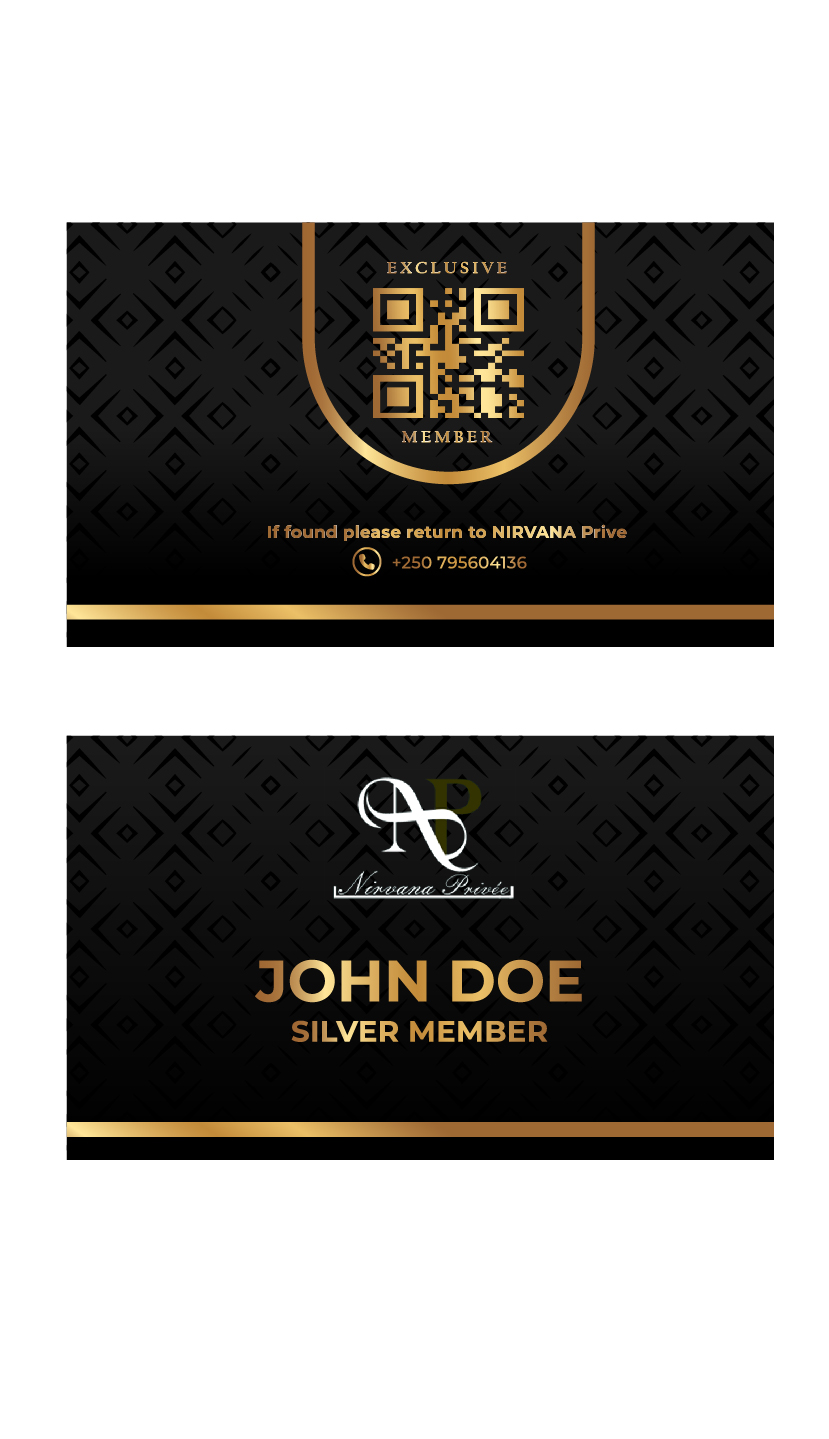 EXCLUSIVE
MEMBER
If found please return to NIRVANA Prive
+250 795604136
NP
Nirvana Privée
JOHN DOE
SILVER MEMBER